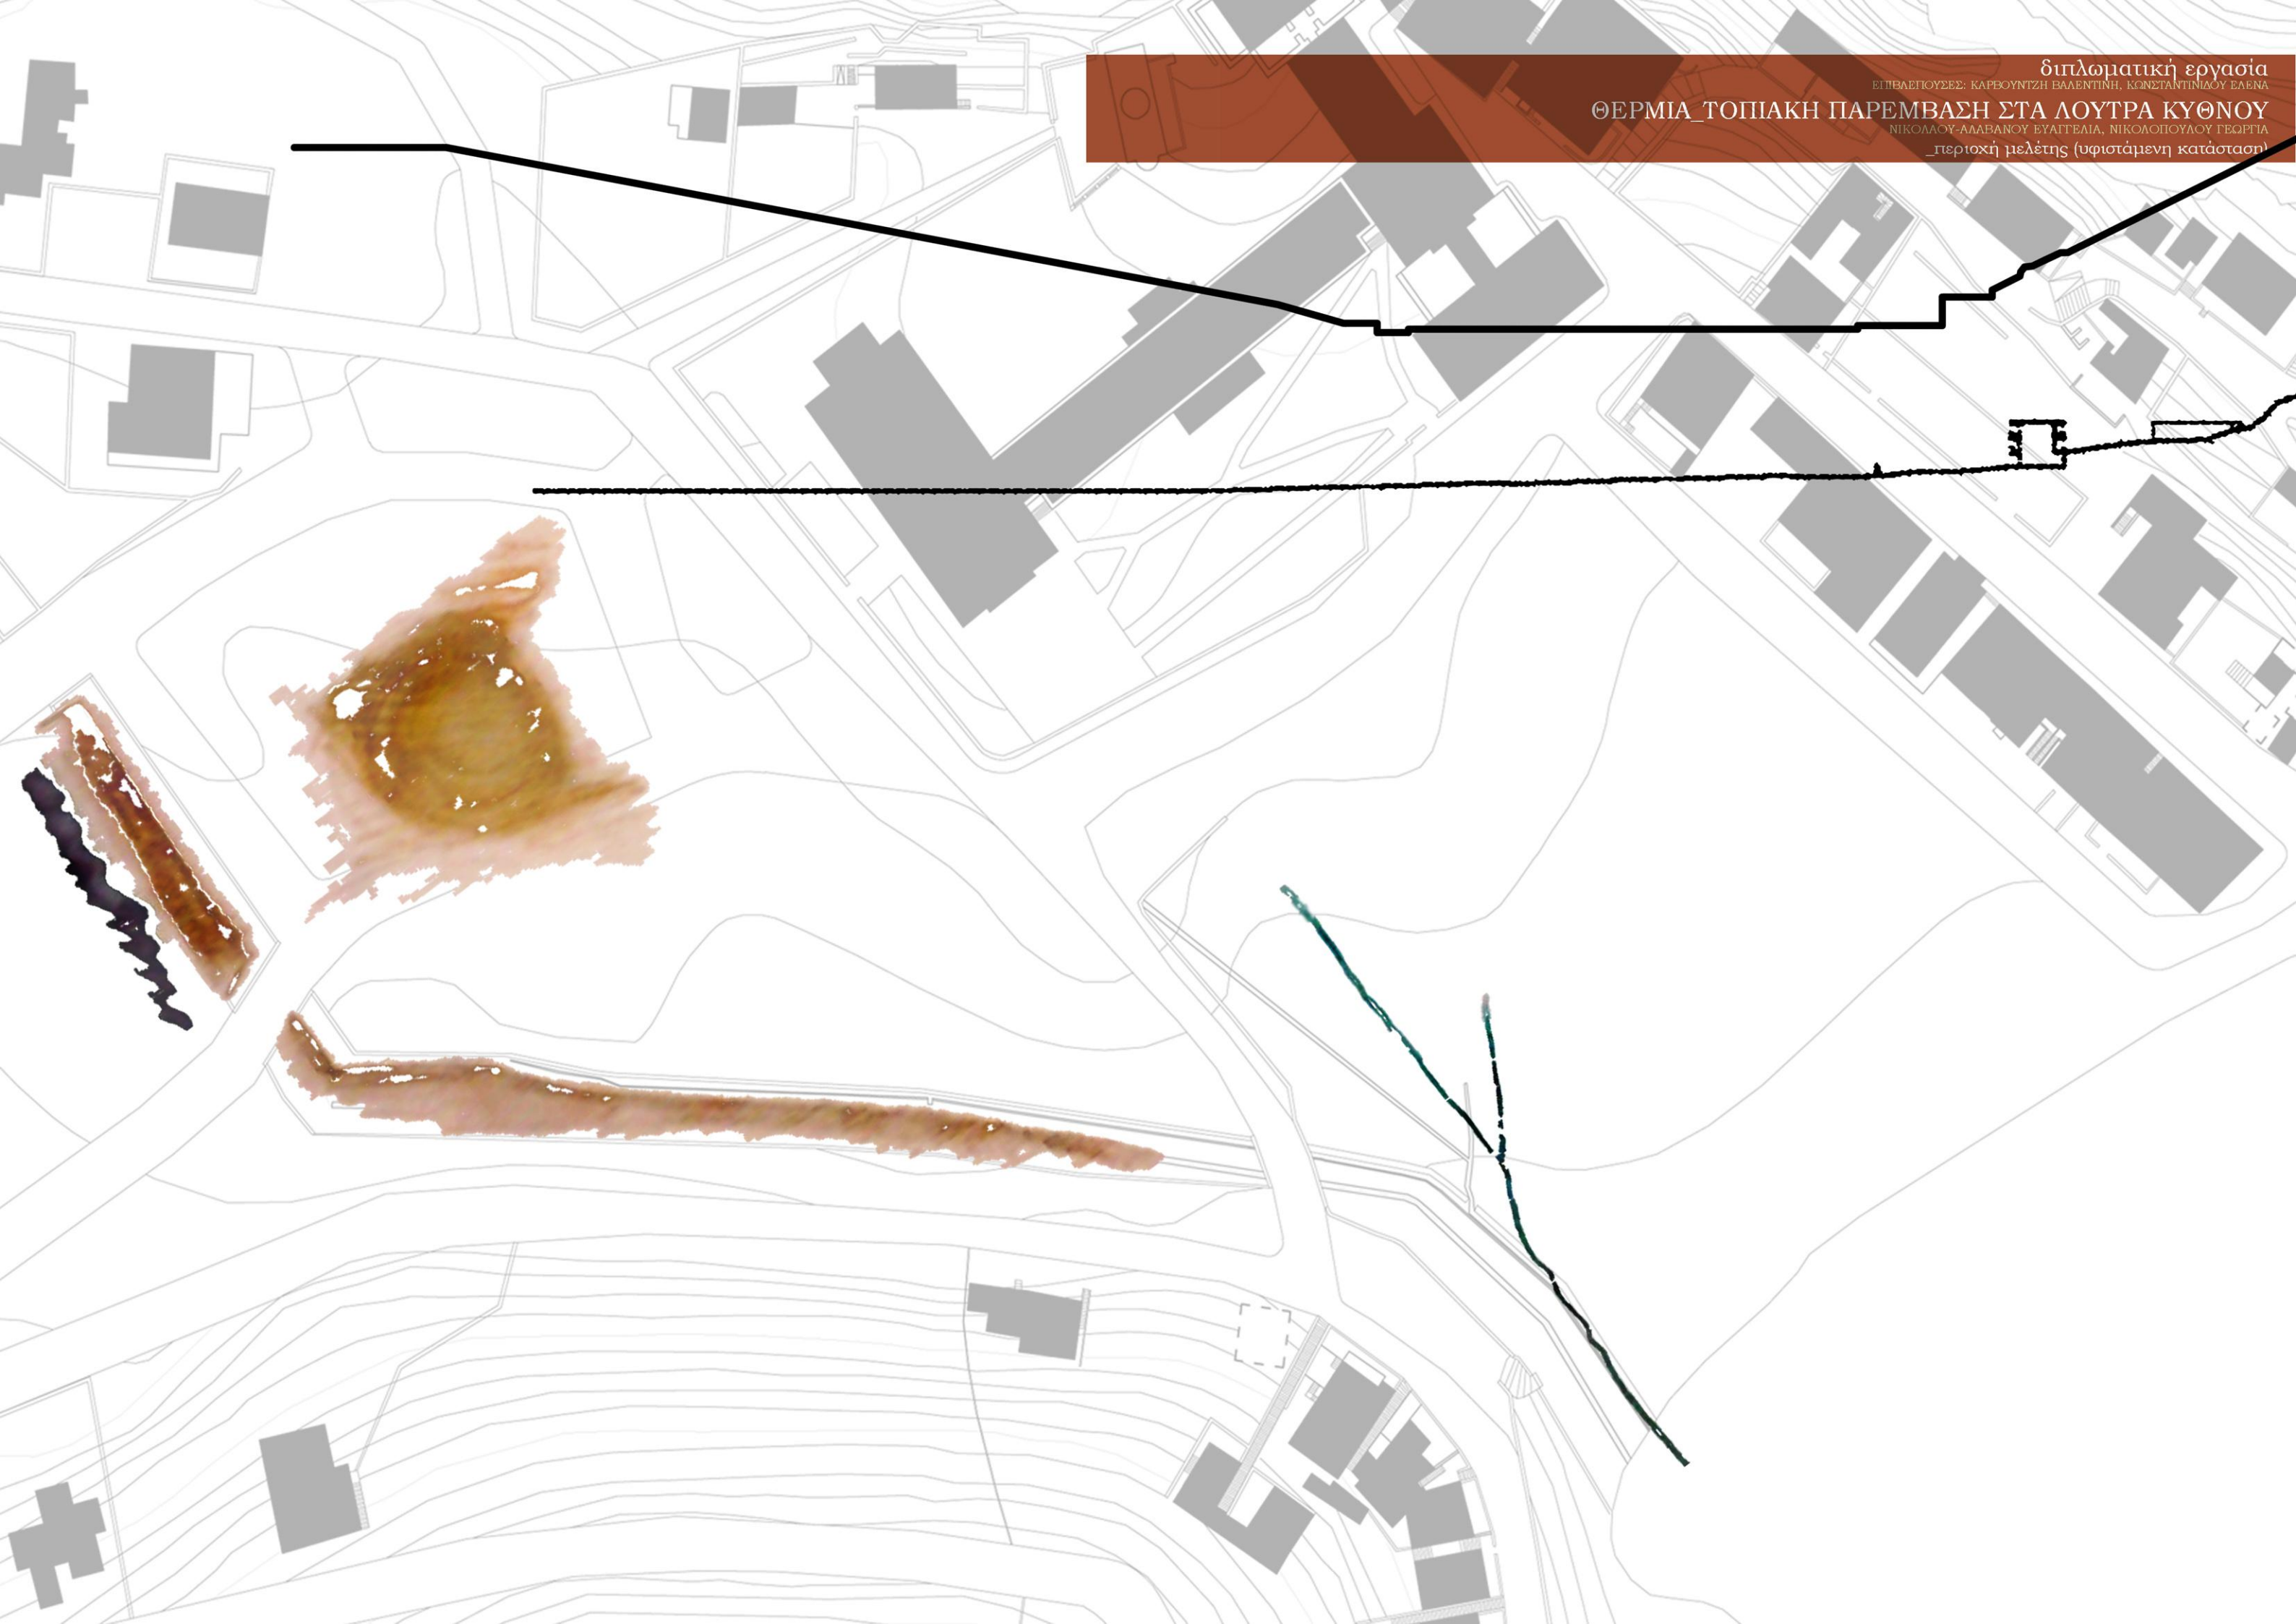 διπλωματική εργασία
ΕΠΙΒΛΕΠΟΥΣΕΣ: ΚΑΡΒΟΥΝΤΖΗ ΒΑΛΕΝΤΙΝΗ, ΚΩΝΣΤΑΝΤΙΝΙΔΟΥ ΕΛΕΝΑ
ΘΕΡΜΙΑ_ΤΟΠΙΑΚΗ ΠΑΡΕΜΒΑΣΗ ΣΤΑ ΛΟΥΤΡΑ ΚΥΘΝΟΥ
ΝΙΚΟΛΑΟΥ-ΑΛΑΒΑΝΟΥ ΕΥΑΓΓΕΛΙΑ, ΝΙΚΟΛΟΠΟΥΛΟΥ ΓΕΩΡΓΙΑ
_περιοχή μελέτης (υφιστάμενη κατάσταση)